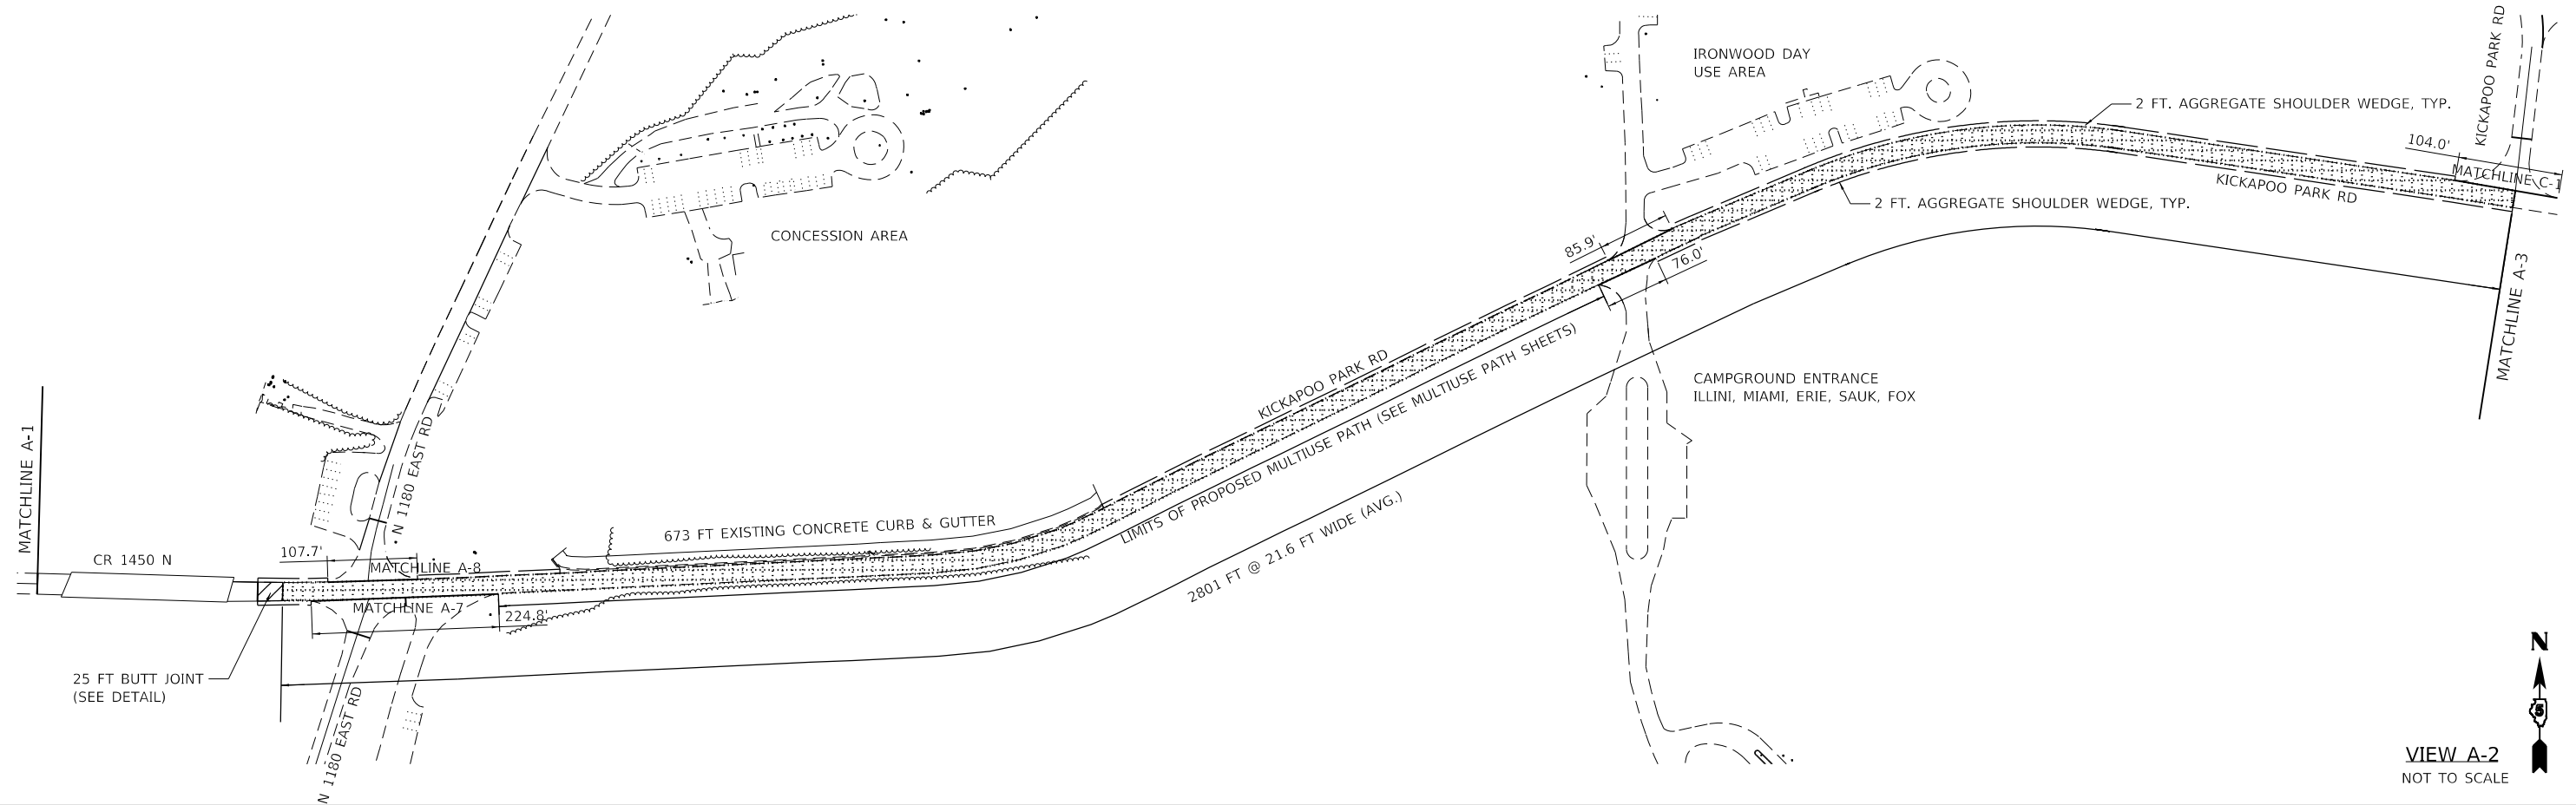 IRONWOOD DAY
USE AREA
KICKAPOO PARK RD
2 FT. AGGREGATE SHOULDER WEDGE, TYP.
104.0'
MATCHLINE C-1
KICKAPOO PARK RD
2 FT. AGGREGATE SHOULDER WEDGE, TYP.
CONCESSION AREA
85.9'
76.0'
MATCHLINE A-3
KICKAPOO PARK RD
LIMITS OF PROPOSED MULTIUSE PATH (SEE MULTIUSE PATH SHEETS)
CAMPGROUND ENTRANCE
ILLINI, MIAMI, ERIE, SAUK, FOX
MATCHLINE A-1
N 1180 EAST RD
673 FT EXISTING CONCRETE CURB & GUTTER
2801 FT @ 21.6 FT WIDE (AVG.)
CR 1450 N
107.7'
MATCHLINE A-8
MATCHLINE A-7
224.8'
25 FT BUTT JOINT
(SEE DETAIL)
N 1180 EAST RD
N
5
VIEW A-2
NOT TO SCALE